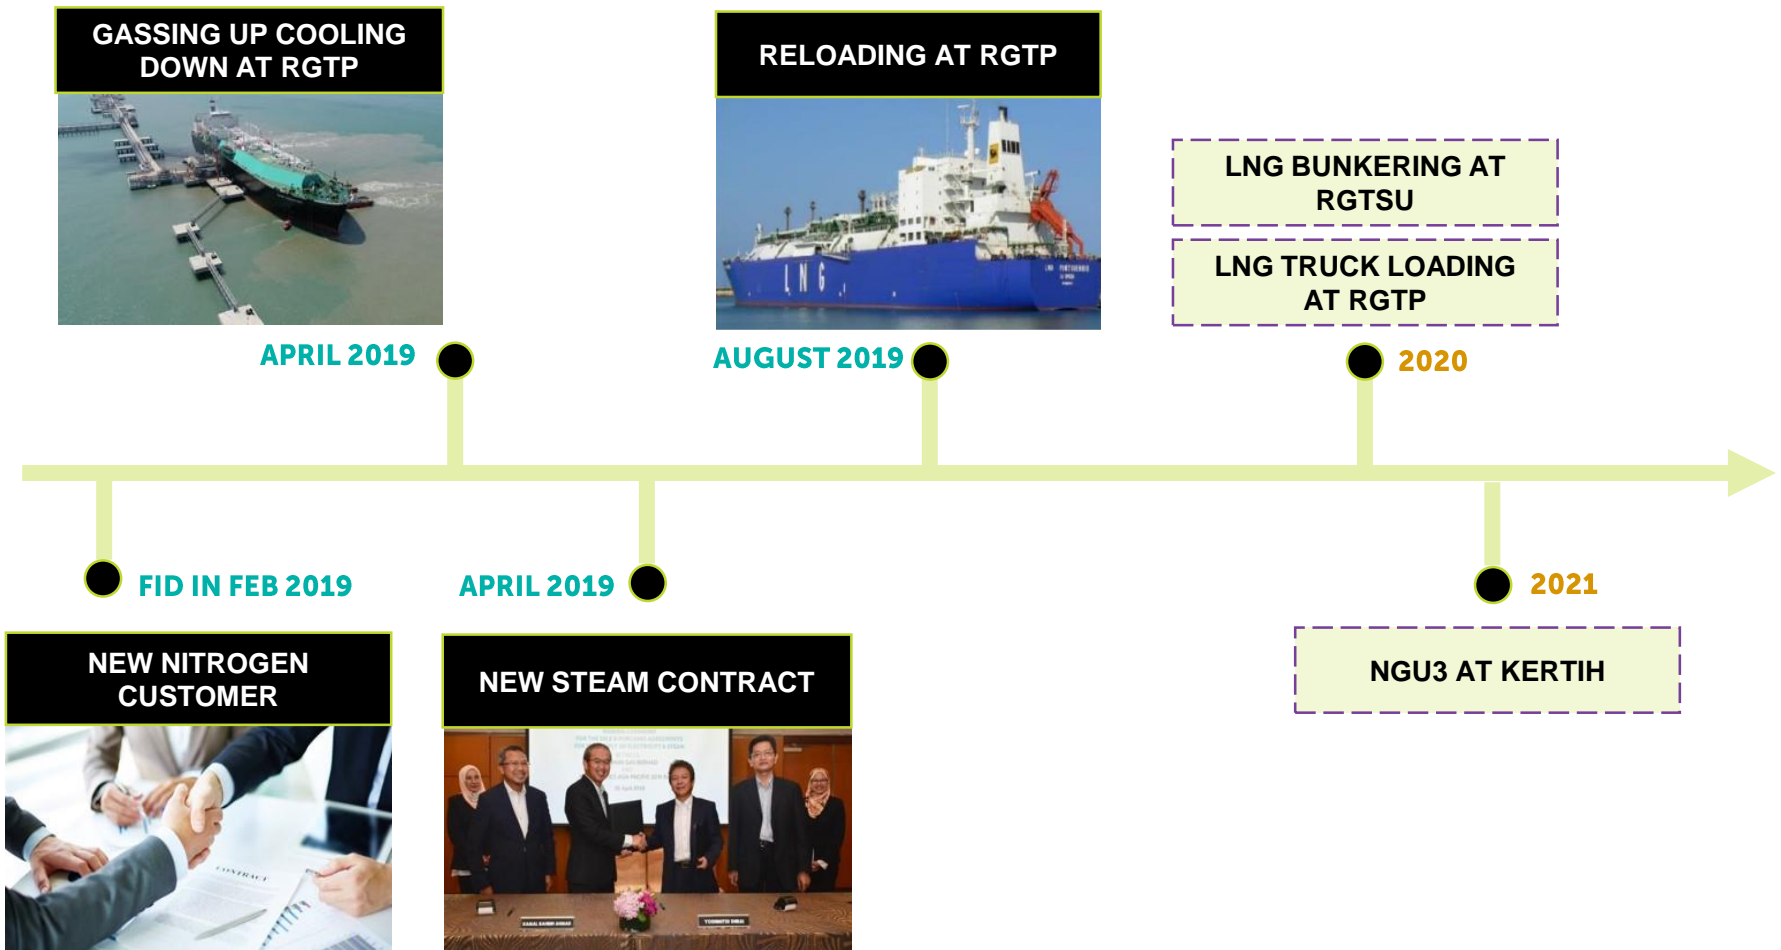 GASSING UP COOLING
DOWN AT RGTP
RELOADING AT RGTP
LNG BUNKERING AT
RGTSU
LNG TRUCK LOADING
AT RGTP
LNG
APRIL 2019
AUGUST 2019
2020
FID IN FEB 2019
APRIL 2019
2021
NEW NITROGEN
CUSTOMER
NEW STEAM CONTRACT
NGU3 AT KERTIH
CONTRACT